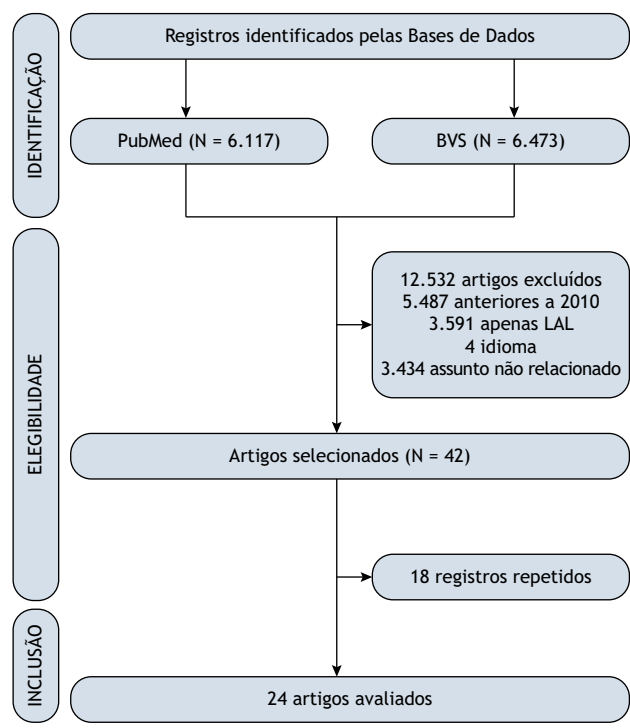 IDENTIFICAÇÃO
Registros identificados pelas Bases de Dados
PubMed (N = 6.117)
BVS (N = 6.473)
ELEGIBILIDADE
12.532 artigos excluídos
5.487 anteriores a 2010
3.591 apenas LAL
4 idioma
3.434 assunto não relacionado
Artigos selecionados (N = 42)
18 registros repetidos
INCLUSÃO
24 artigos avaliados